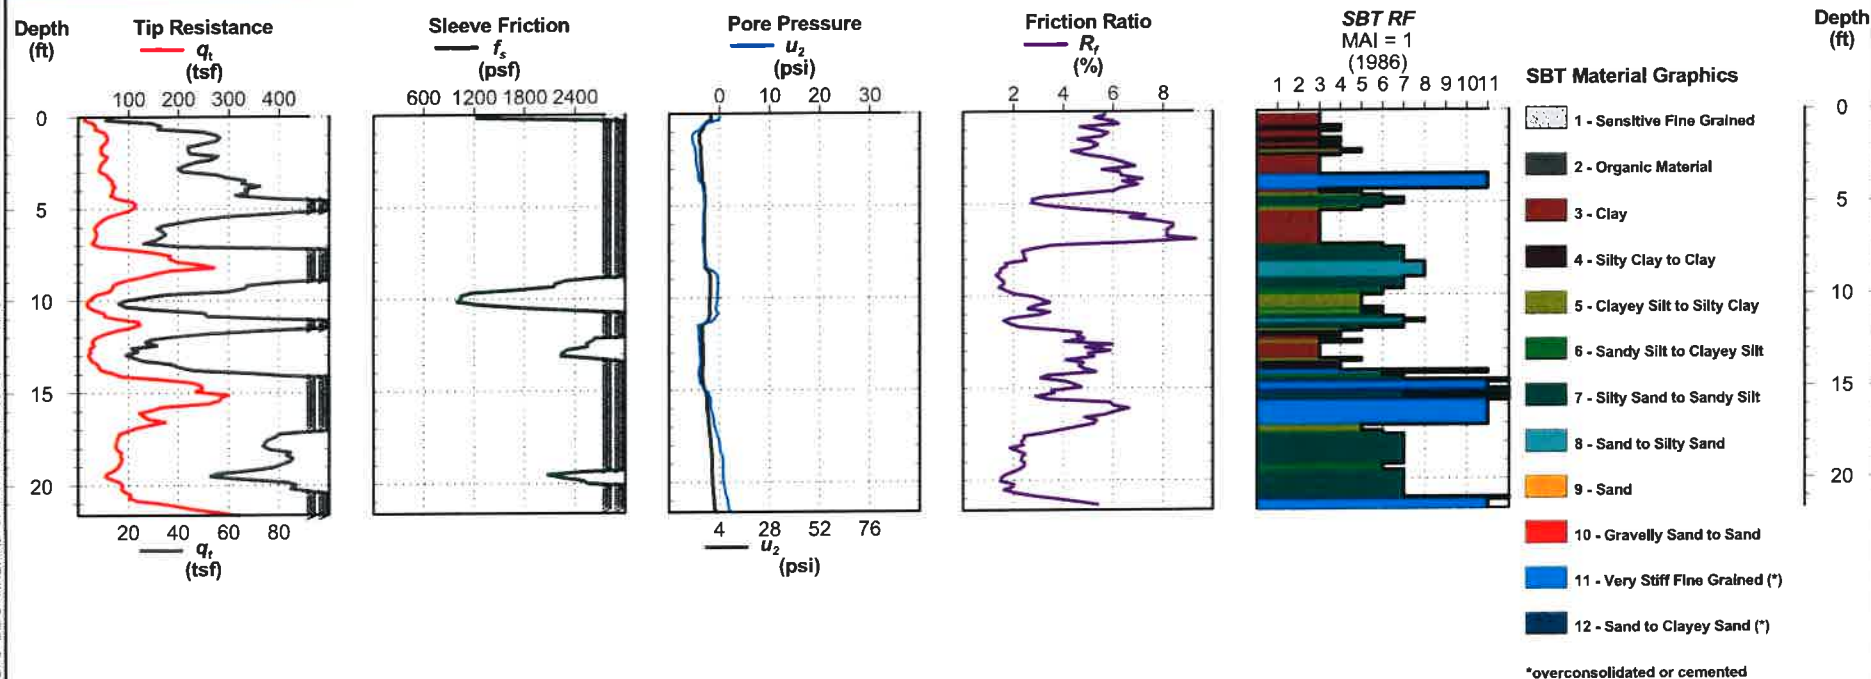 Depth
(ft)
Tip Resistance
qt
(tsf)
100 200 300 400
Sleeve Friction
fs
(psf)
600 1200 1800 2400
Pore Pressure
u2
(psi)
0 10 20 30
Friction Ratio
Rf
(%)
2 4 6 8
SBT RF
MAI = 1
(1986)
1 2 3 4 5 6 7 8 9 1011
Depth
(ft)
0
5
10
15
20
20 40 60 80
qt
(tsf)
4 28 52 76
u2
(psi)
SBT Material Graphics
1 - Sensitive Fine Grained
2 - Organic Material
3 - Clay
4 - Silty Clay to Clay
5 - Clayey Silt to Silty Clay
6 - Sandy Silt to Clayey Silt
7 - Silty Sand to Sandy Silt
8 - Sand to Silty Sand
9 - Sand
10 - Gravelly Sand to Sand
11 - Very Stiff Fine Grained (*)
12 - Sand to Clayey Sand (*)
*overconsolidated or cemented
0
5
10
15
20